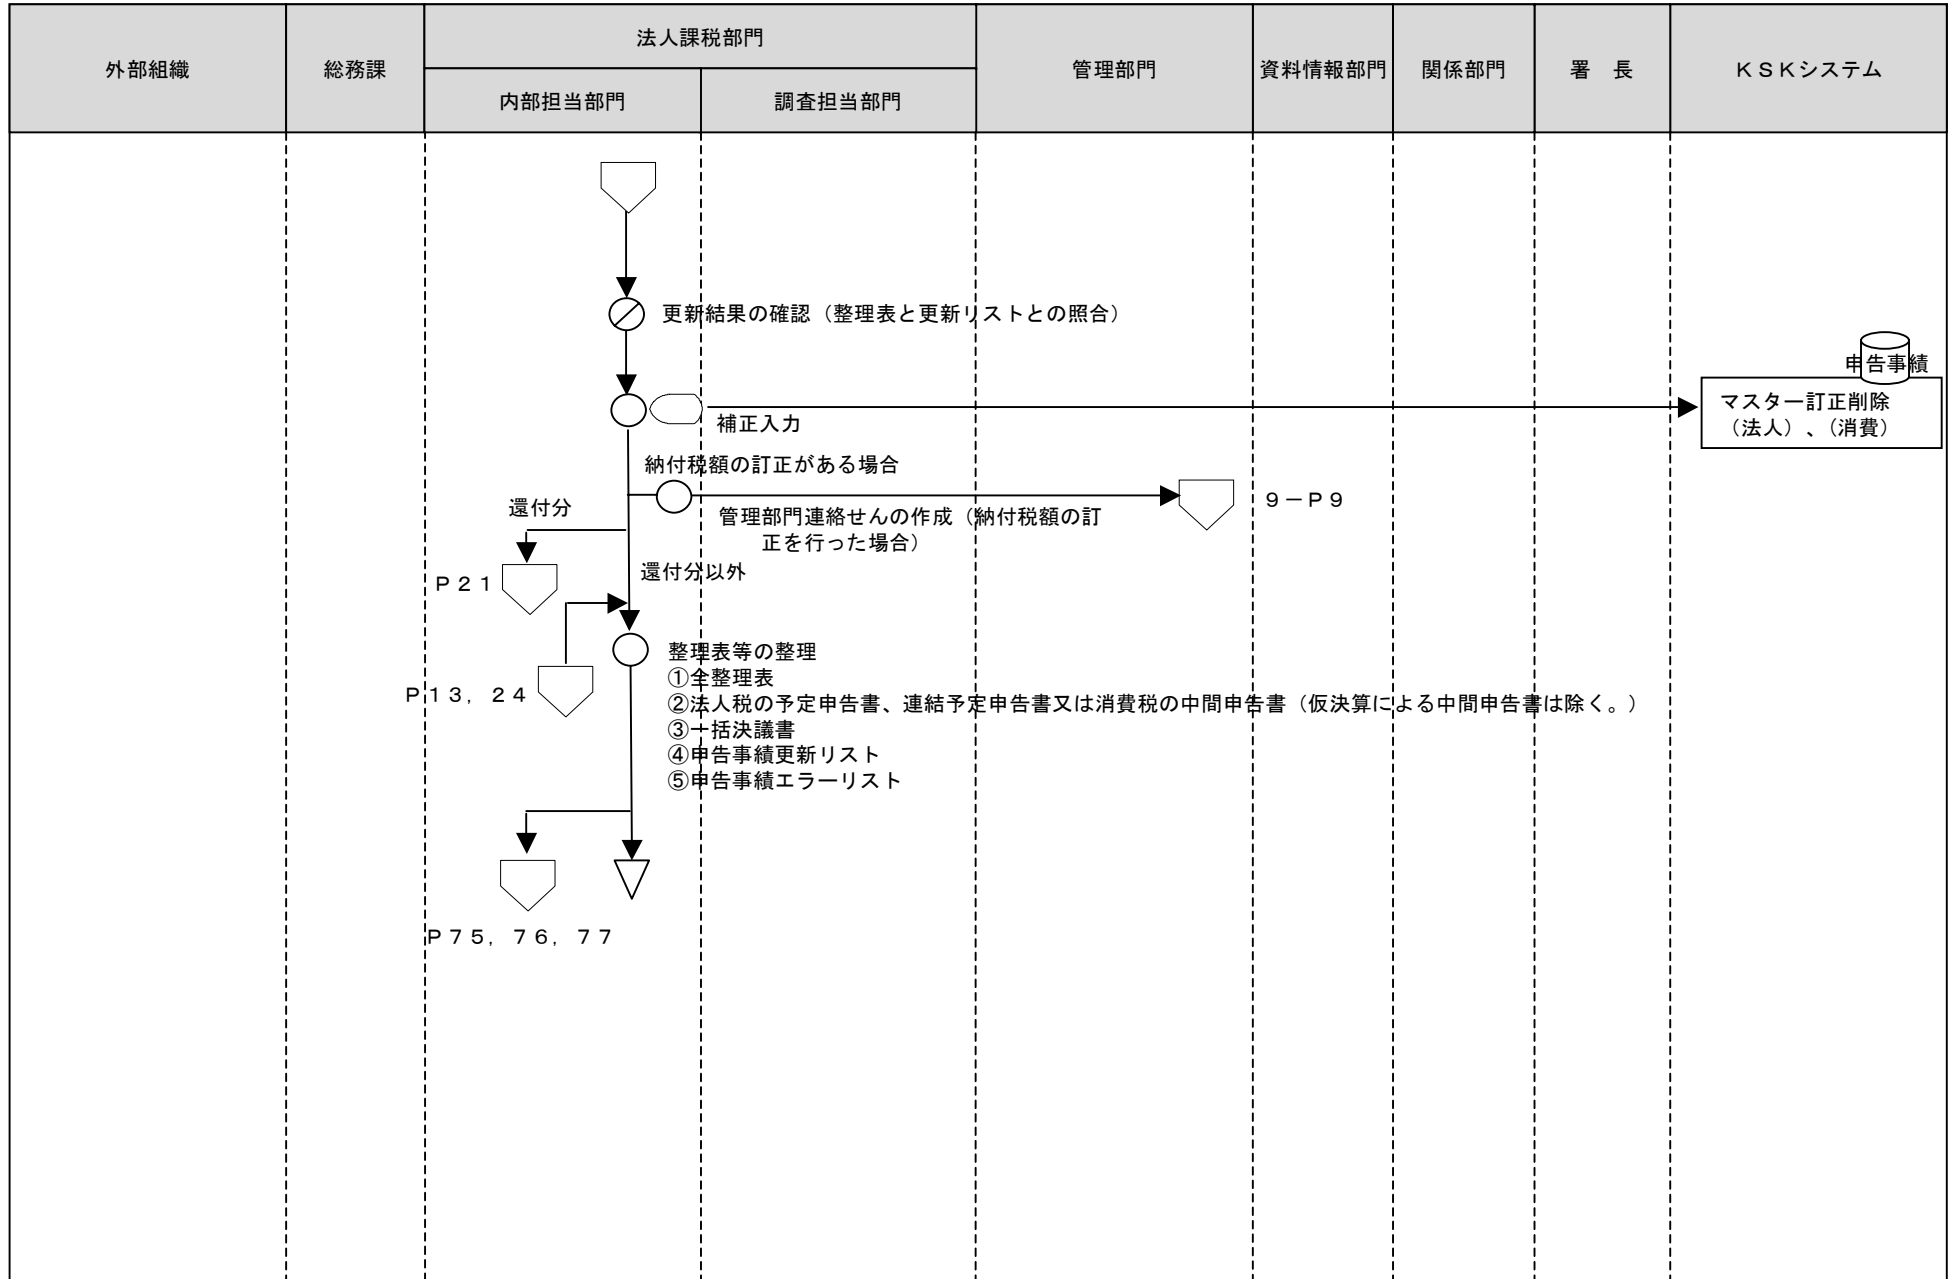 外部組織
総務課
法人課税部門
内部担当部門
調査担当部門
管理部門
資料情報部門
関係部門
署　長
ＫＳＫシステム
更新結果の確認（整理表と更新リストとの照合）
申告事績
マスター訂正削除
（法人）、（消費）
補正入力
納付税額の訂正がある場合
９－Ｐ９
還付分
管理部門連絡せんの作成（納付税額の訂
正を行った場合）
還付分以外
Ｐ２１
整理表等の整理
①全整理表
Ｐ１３，２４
②法人税の予定申告書、連結予定申告書又は消費税の中間申告書（仮決算による中間申告書は除く。）
③一括決議書
④申告事績更新リスト
⑤申告事績エラーリスト
Ｐ７５，７６，７７